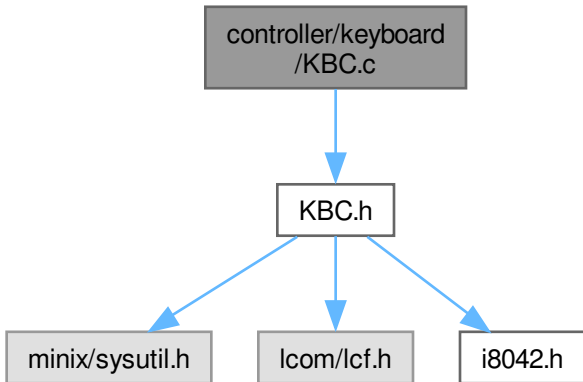 controller/keyboard
/KBC.c
KBC.h
minix/sysutil.h
lcom/lcf.h
i8042.h